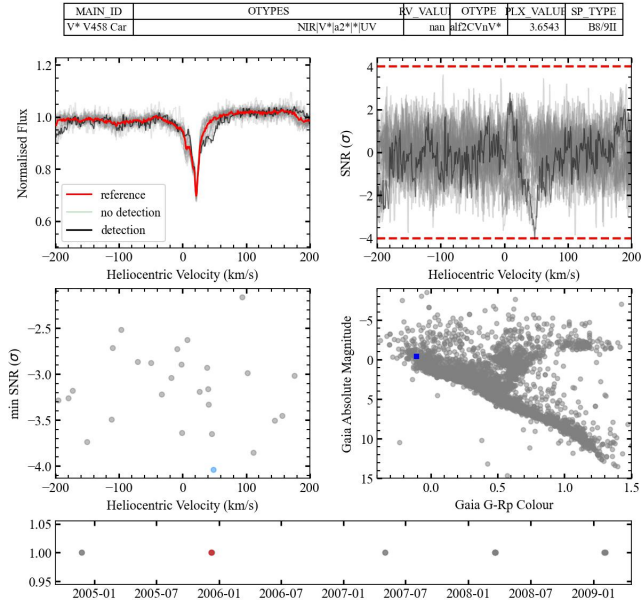 MAIN_ID OTYPES RV_VALUE OTYPE PLX_VALUE SP_TYPE
V* V458 Car NIR|V*|a2*|*|UV nan alf2CVnV* 3.6543 B8/9II
1.2
1.0
0.8
0.6
Normalised Flux
reference
no detection
detection
−200 −100 0 100 200
Heliocentric Velocity (km/s)
4
2
0
−2
−4
SNR (σ)
−200 −100 0 100 200
Heliocentric Velocity (km/s)
−2.5
−3.0
−3.5
−4.0
min SNR (σ)
−200 −100 0 100 200
Heliocentric Velocity (km/s)
−5
0
5
10
15
Gaia Absolute Magnitude
0.0 0.5 1.0 1.5
Gaia G-Rp Colour
1.05
1.00
0.95
2005-01 2005-07 2006-01 2006-07 2007-01 2007-07 2008-01 2008-07 2009-01